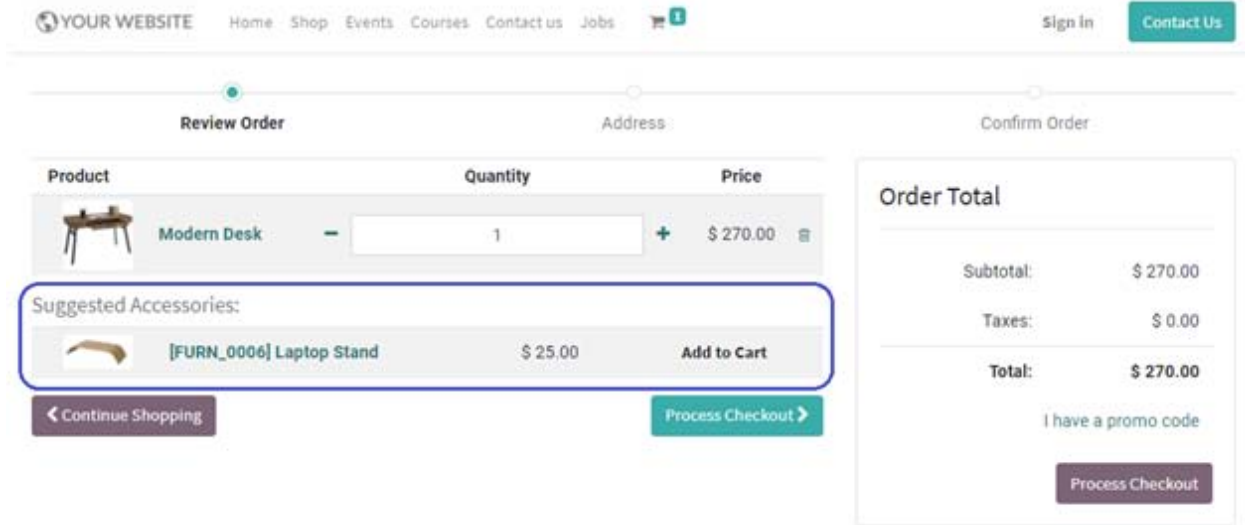 YOUR WEBSITE Home Shop Events Courses Contact us Jobs 1 Sign in Contact Us
Review Order Address Confirm Order
Product Quantity Price
Modern Desk − 1 + $ 270.00
Suggested Accessories:
[FURN_0006] Laptop Stand $ 25.00 Add to Cart
Continue Shopping Process Checkout
Order Total
Subtotal: $ 270.00
Taxes: $ 0.00
Total: $ 270.00
I have a promo code
Process Checkout